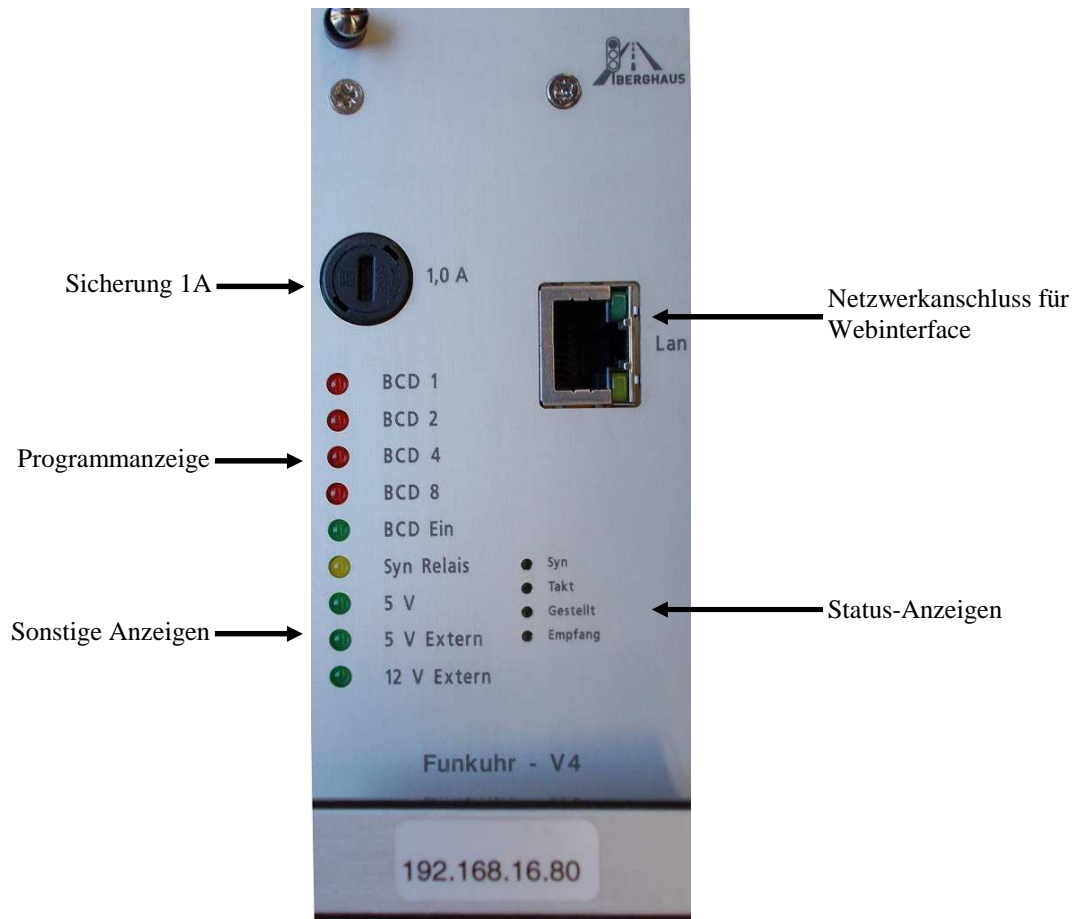 BERGHAUS
Sicherung 1A
1,0 A
Netzwerkanschluss für
Webinterface
Lan
BCD 1
BCD 2
Programmanzeige
BCD 4
BCD 8
BCD Ein
Syn Relais
5 V
Sonstige Anzeigen
5 V Extern
12 V Extern
Syn
Takt
Gestellt
Empfang
Status-Anzeigen
Funkuhr - V4
192.168.16.80